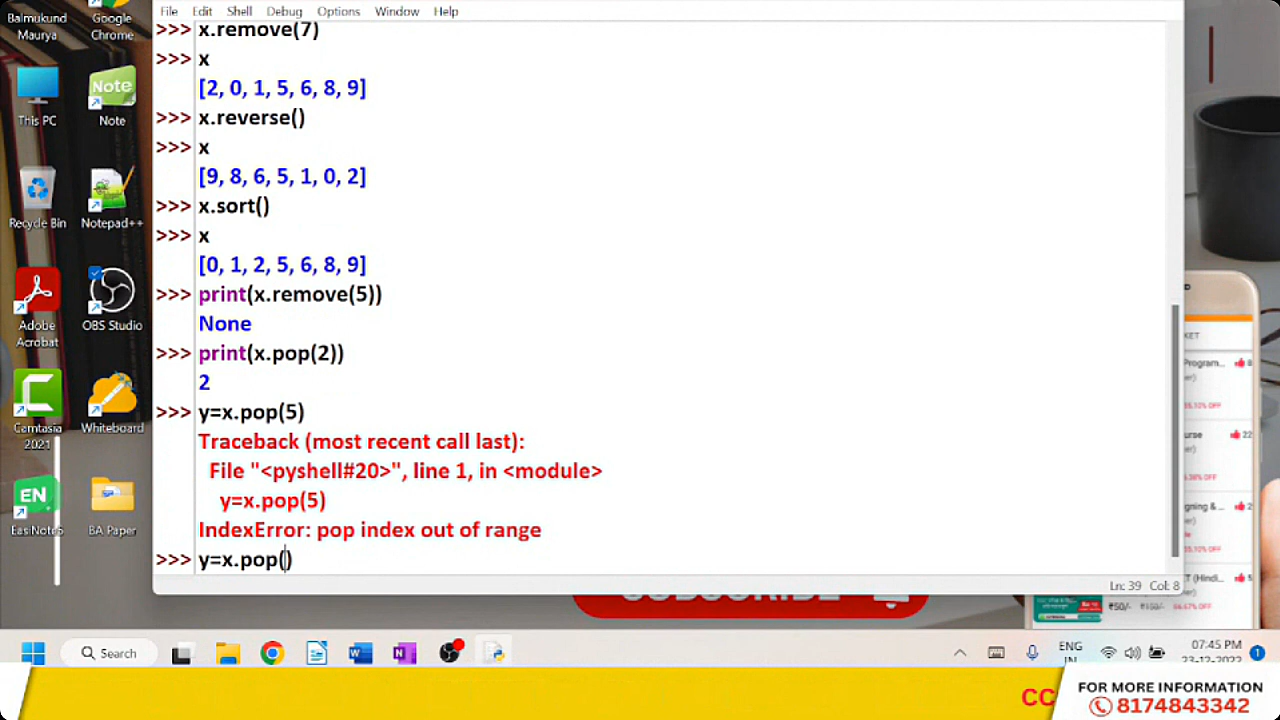 Balmukund
Maurya
Google
Chrome
This PC
Note
Note
Recycle Bin
Notepad++
Adobe
Acrobat
OBS Studio
Camtasia
2021
Whiteboard
EN
BA Paper
File Edit Shell Debug Options Window Help
>>> x.remove(7)
>>> x
[2, 0, 1, 5, 6, 8, 9]
>>> x.reverse()
>>> x
[9, 8, 6, 5, 1, 0, 2]
>>> x.sort()
>>> x
[0, 1, 2, 5, 6, 8, 9]
>>> print(x.remove(5))
None
>>> print(x.pop(2))
2
>>> y=x.pop(5)
Traceback (most recent call last):
File "<pyshell#20>", line 1, in <module>
y=x.pop(5)
IndexError: pop index out of range
>>> y=x.pop()
Ln: 39 Col: 8
Search
ENG
IN
07:45 PM
23-12-2022
1
CC
FOR MORE INFORMATION
8174843342